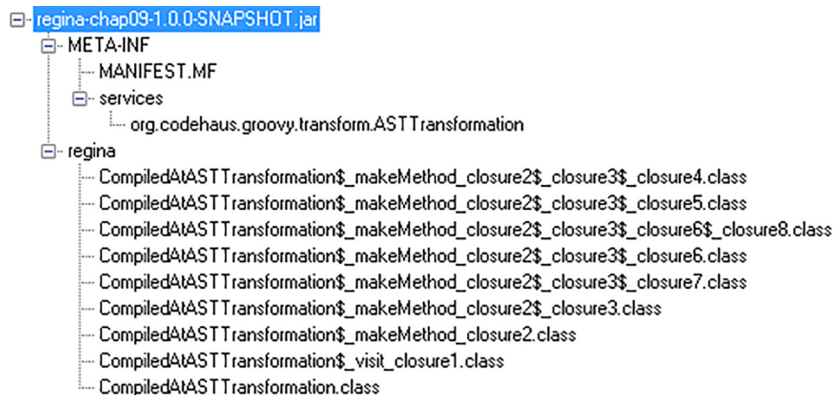 regina-chap09-1.0.0-SNAPSHOT.jar
META-INF
MANIFEST.MF
services
org.codehaus.groovy.transform.ASTTransformation
regina
CompiledAtASTTransformation$_makeMethod_closure2$_closure3$_closure4.class
CompiledAtASTTransformation$_makeMethod_closure2$_closure3$_closure5.class
CompiledAtASTTransformation$_makeMethod_closure2$_closure3$_closure6$_closure8.class
CompiledAtASTTransformation$_makeMethod_closure2$_closure3$_closure6.class
CompiledAtASTTransformation$_makeMethod_closure2$_closure3$_closure7.class
CompiledAtASTTransformation$_makeMethod_closure2$_closure3.class
CompiledAtASTTransformation$_makeMethod_closure2.class
CompiledAtASTTransformation$_visit_closure1.class
CompiledAtASTTransformation.class